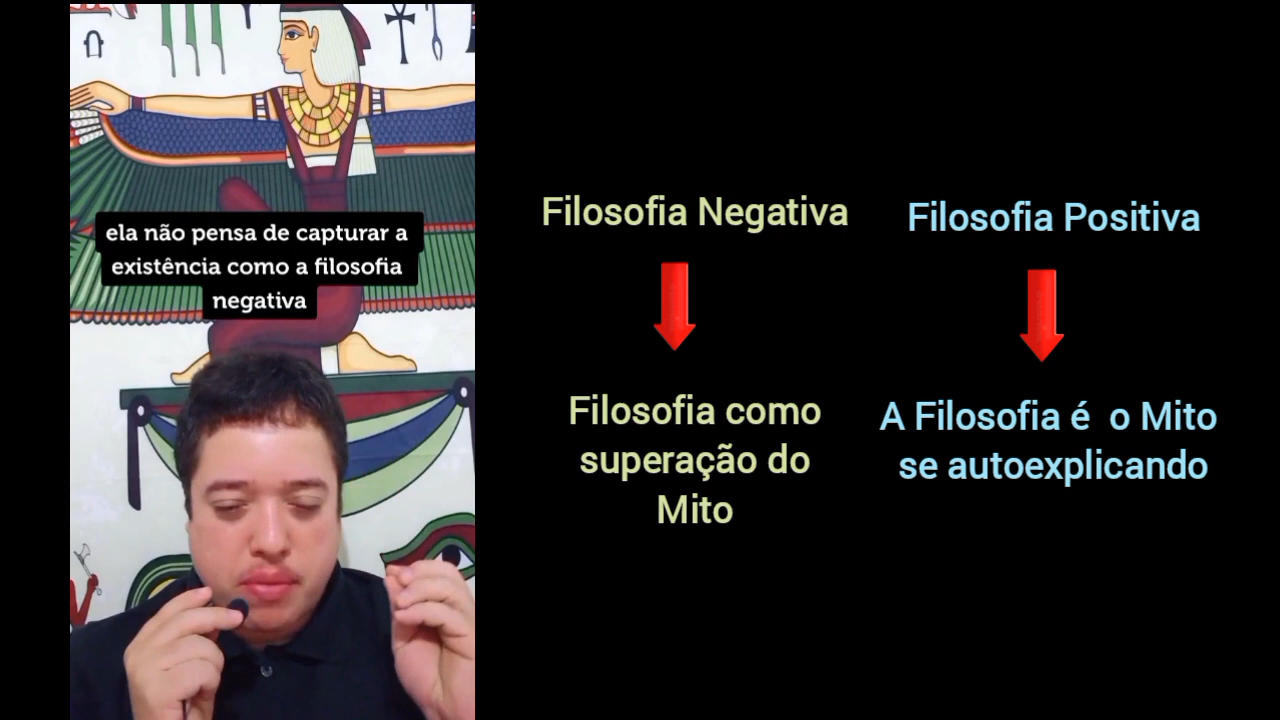 ela não pensa de capturar a
existência como a filosofia
negativa
Filosofia Negativa
Filosofia como
superação do
Mito
Filosofia Positiva
A Filosofia é o Mito
se autoexplicando